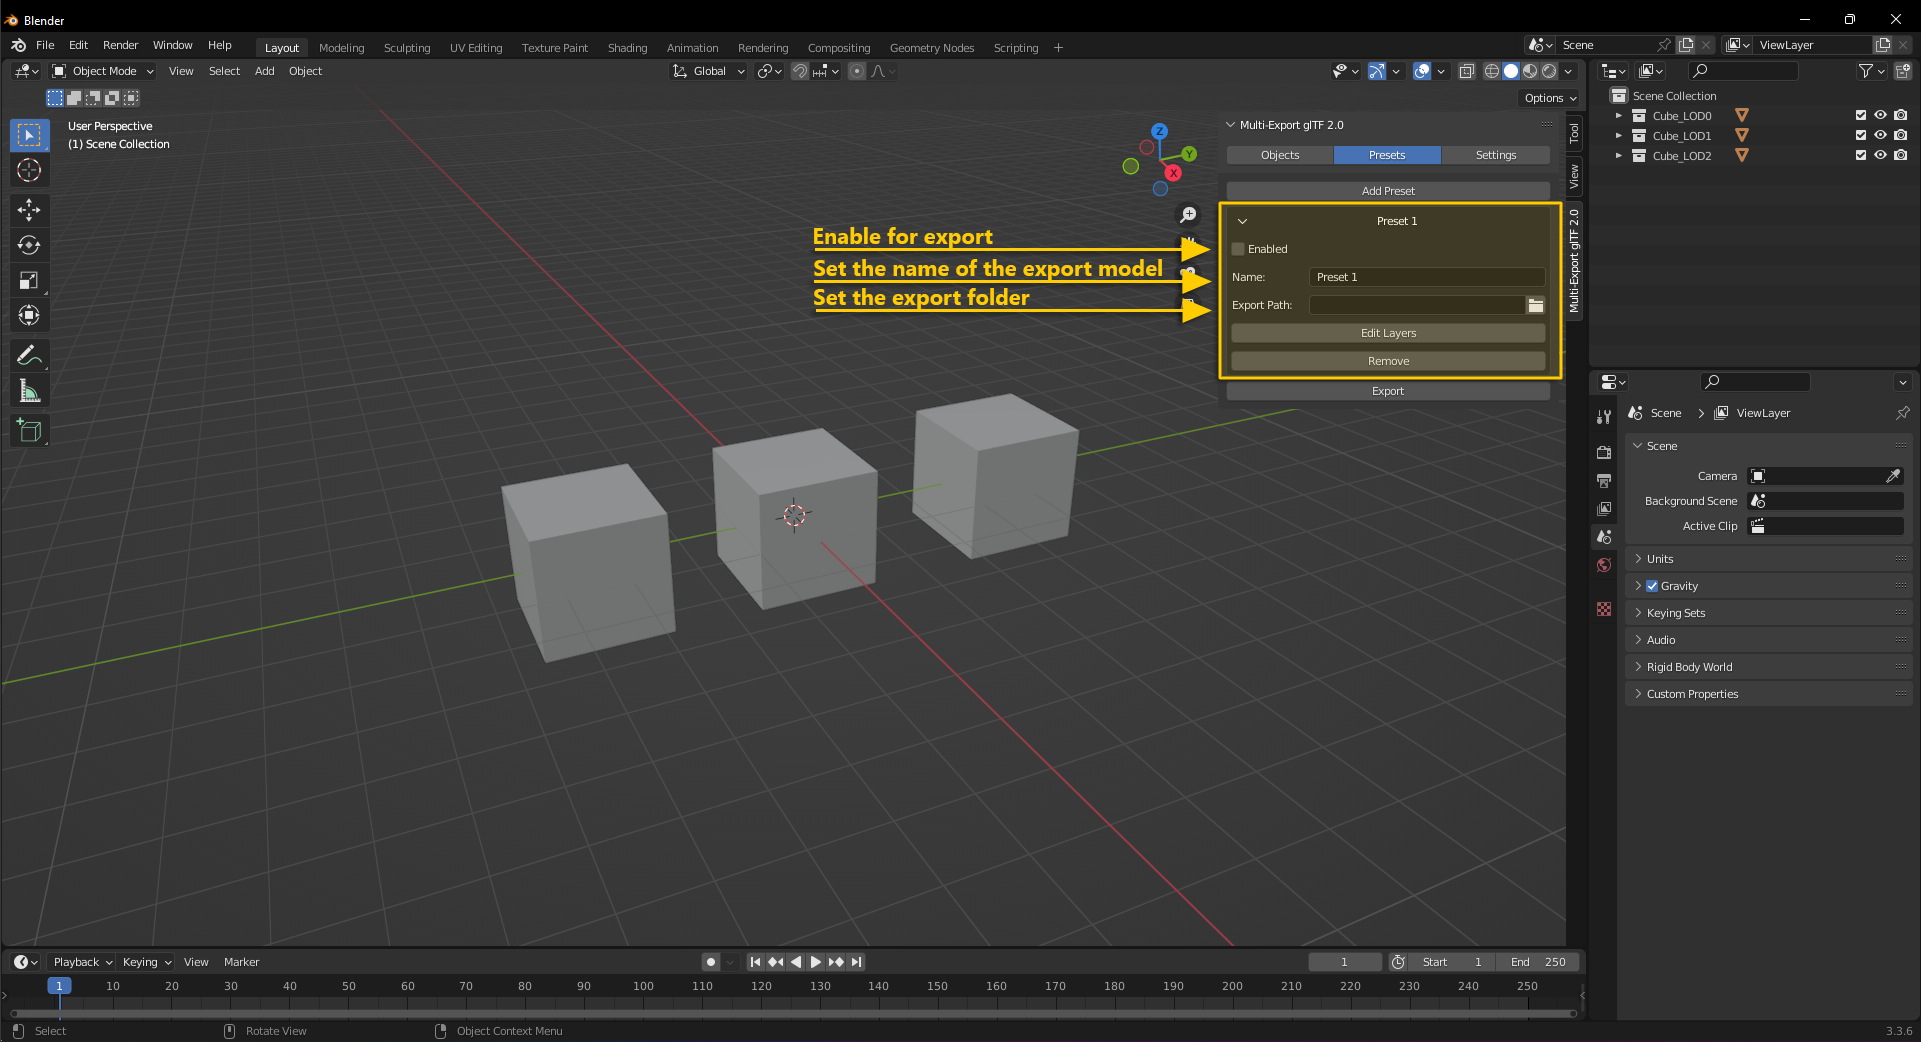 Blender
File Edit Render Window Help Layout Modeling Sculpting UV Editing Texture Paint Shading Animation Rendering Compositing Geometry Nodes Scripting + Scene ViewLayer
Object Mode View Select Add Object Global
Options
User Perspective
(1) Scene Collection
Z
Y
X
Multi-Export glTF 2.0
Objects Presets Settings
Add Preset
Preset 1
Enabled
Name: Preset 1
Export Path:
Edit Layers
Remove
Export
Enable for export
Set the name of the export model
Set the export folder
Tool
View
Multi-Export glTF 2.0
Scene Collection
Cube_LOD0
Cube_LOD1
Cube_LOD2
Scene ViewLayer
Scene
Camera
Background Scene
Active Clip
Units
Gravity
Keying Sets
Audio
Rigid Body World
Custom Properties
Playback Keying View Marker 1 Start 1 End 250
1 10 20 30 40 50 60 70 80 90 100 110 120 130 140 150 160 170 180 190 200 210 220 230 240 250
Select Rotate View Object Context Menu 3.3.6